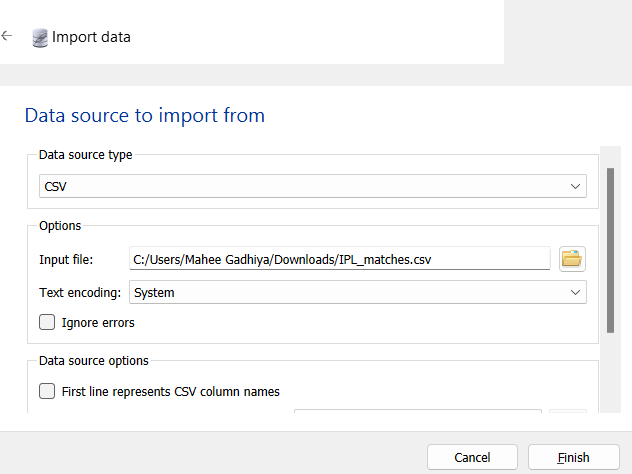 Import data
Data source to import from
Data source type
CSV
Options
Input file: C:/Users/Mahee Gadhiya/Downloads/IPL_matches.csv
Text encoding: System
Ignore errors
Data source options
First line represents CSV column names
Cancel Finish